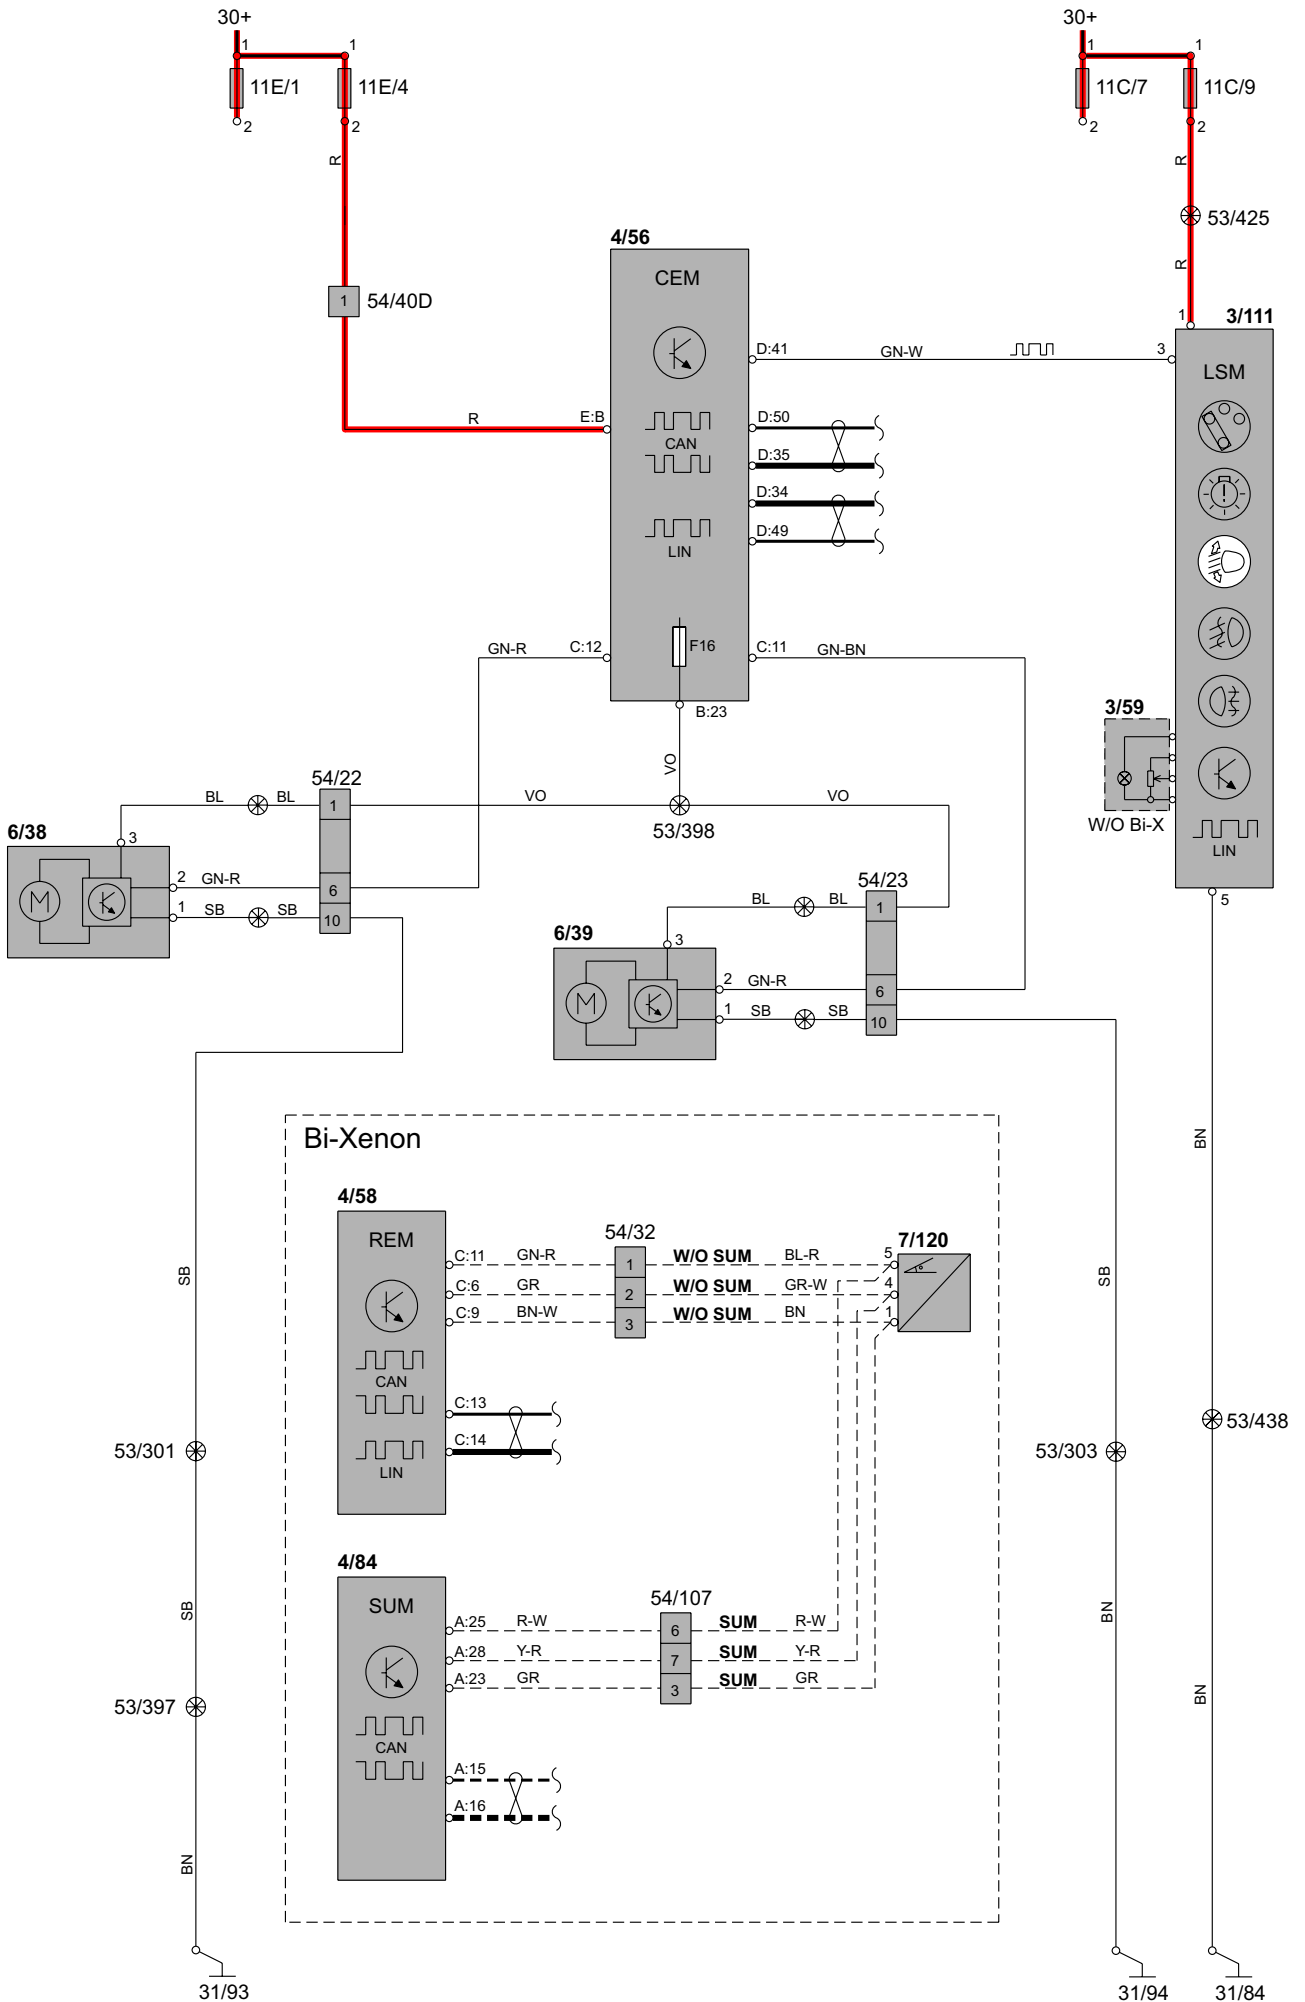 30+
30+
1
1
1
1
11E/1
11E/4
11C/7
11C/9
2
2
2
2
R
R
53/425
4/56
CEM
R
1
54/40D
1
3/111
D:41
GN-W
3
LSM
R
E:B
D:50
CAN
D:35
D:34
D:49
LIN
GN-R
C:12
F16
C:11
GN-BN
B:23
3/59
VO
54/22
BL
BL
1
VO
VO
53/398
W/O Bi-X
LIN
6/38
3
M
2
GN-R
6
1
SB
SB
10
54/23
BL
BL
1
5
6/39
3
M
2
GN-R
6
1
SB
SB
10
BN
Bi-Xenon
4/58
REM
54/32
7/120
C:11
GN-R
1
W/O SUM
BL-R
5
C:6
GR
2
W/O SUM
GR-W
4
C:9
BN-W
3
W/O SUM
BN
1
SB
SB
CAN
C:13
C:14
LIN
53/301
53/303
53/438
4/84
SUM
54/107
A:25
R-W
6
SUM
R-W
A:28
Y-R
7
SUM
Y-R
A:23
GR
3
SUM
GR
SB
BN
BN
53/397
CAN
A:15
A:16
BN
31/93
31/94
31/84